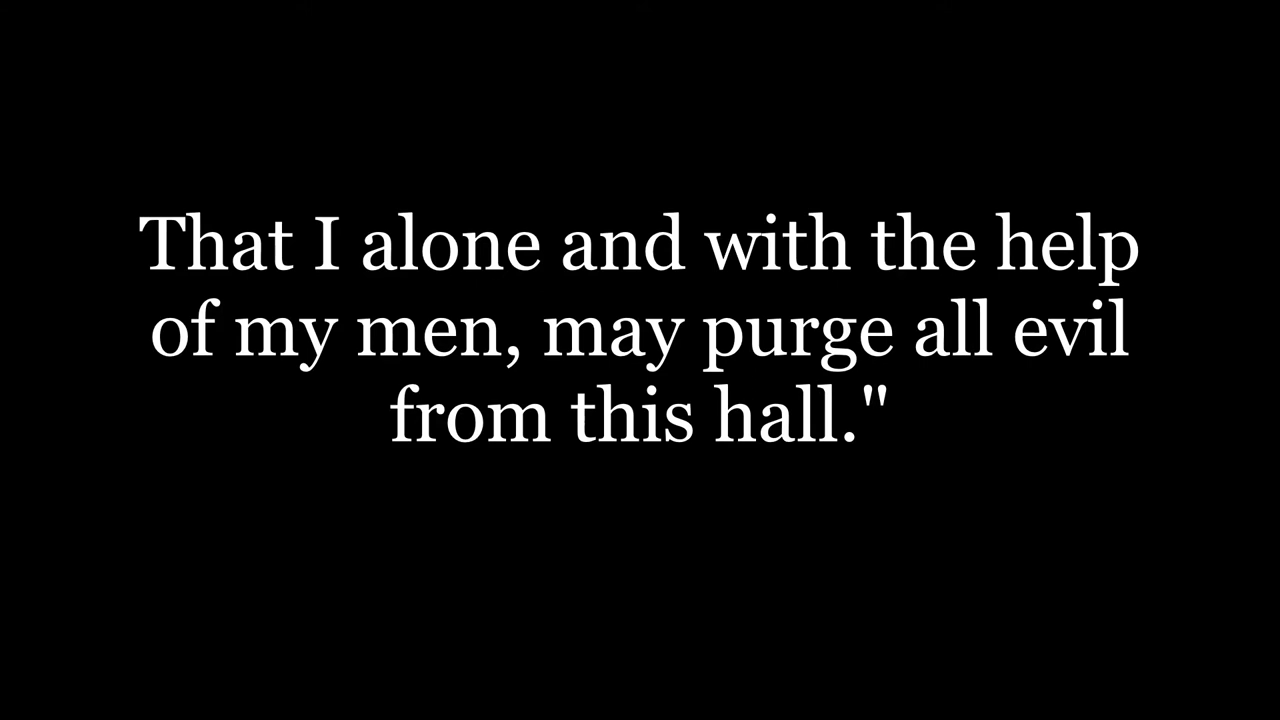 That I alone and with the help
of my men, may purge all evil
from this hall."